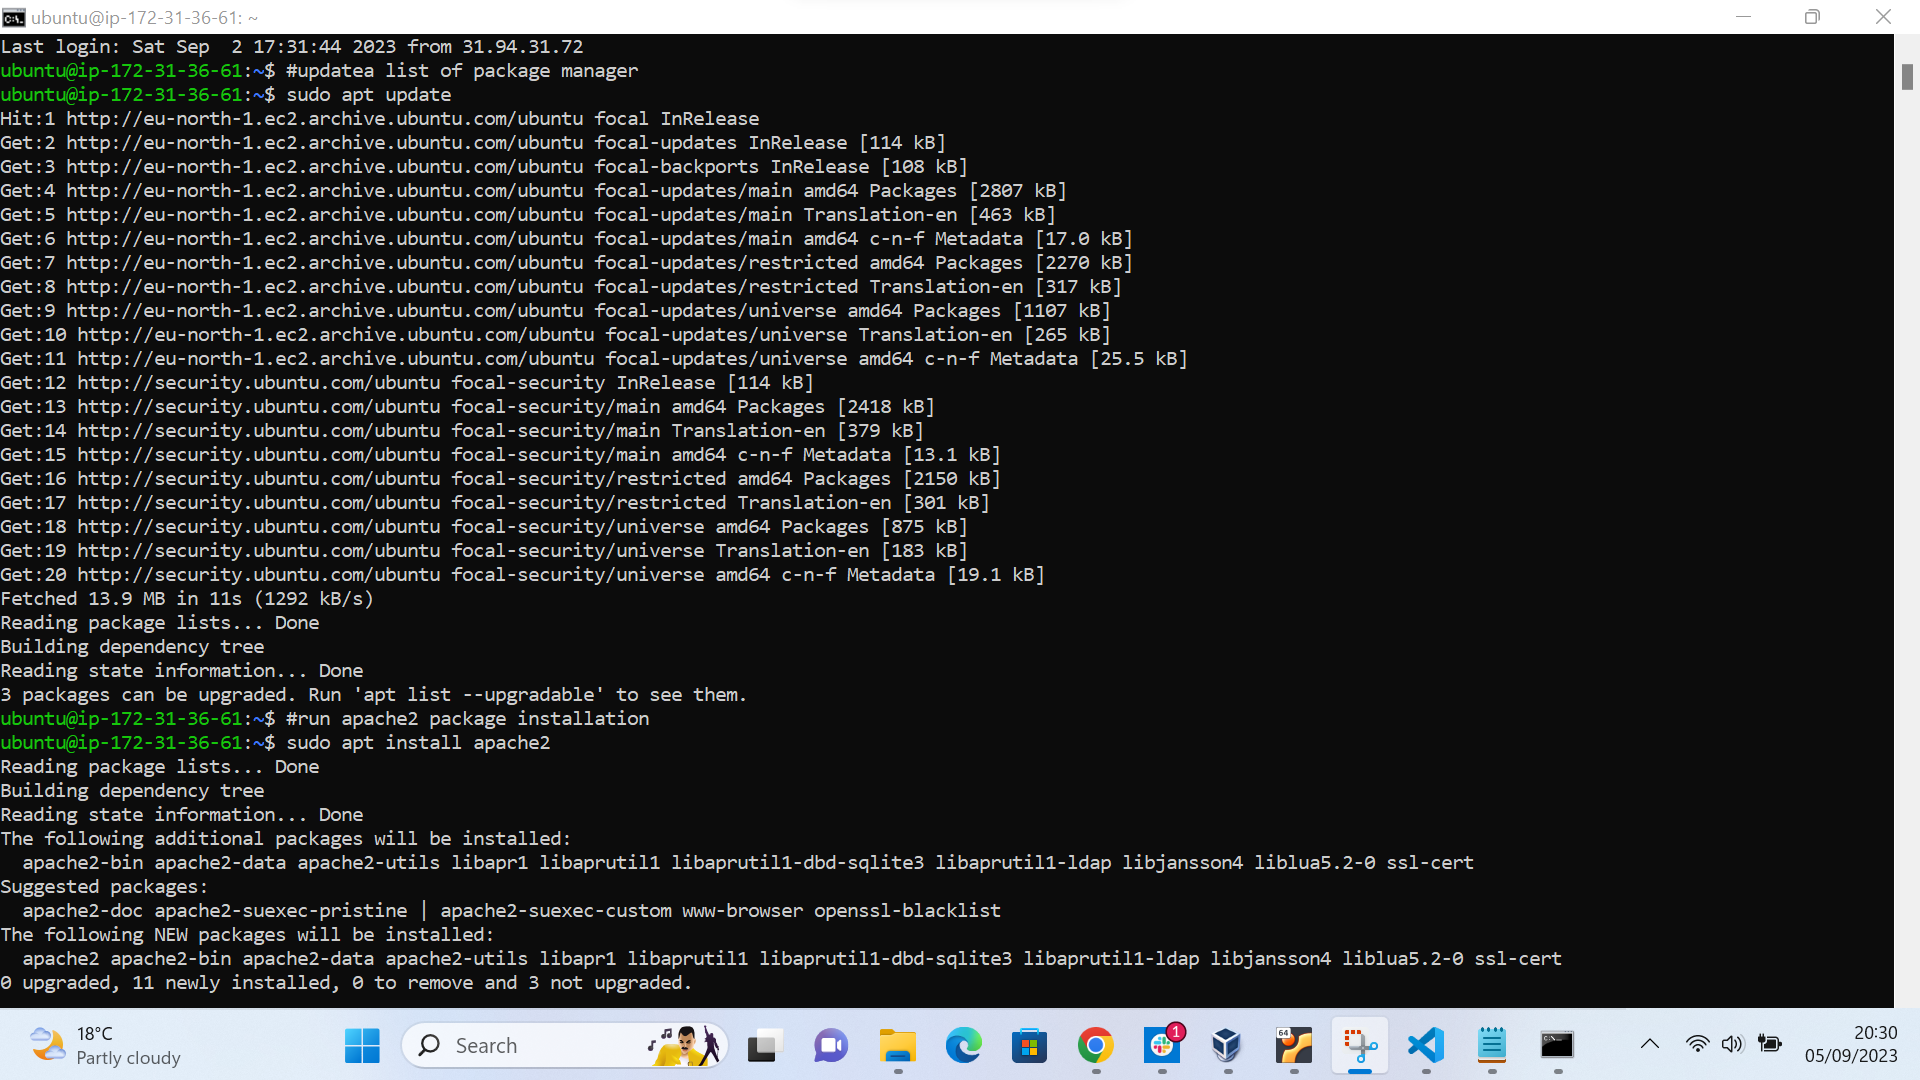 ubuntu@ip-172-31-36-61: ~
Last login: Sat Sep  2 17:31:44 2023 from 31.94.31.72
ubuntu@ip-172-31-36-61:~$ #updatea list of package manager
ubuntu@ip-172-31-36-61:~$ sudo apt update
Hit:1 http://eu-north-1.ec2.archive.ubuntu.com/ubuntu focal InRelease
Get:2 http://eu-north-1.ec2.archive.ubuntu.com/ubuntu focal-updates InRelease [114 kB]
Get:3 http://eu-north-1.ec2.archive.ubuntu.com/ubuntu focal-backports InRelease [108 kB]
Get:4 http://eu-north-1.ec2.archive.ubuntu.com/ubuntu focal-updates/main amd64 Packages [2807 kB]
Get:5 http://eu-north-1.ec2.archive.ubuntu.com/ubuntu focal-updates/main Translation-en [463 kB]
Get:6 http://eu-north-1.ec2.archive.ubuntu.com/ubuntu focal-updates/main amd64 c-n-f Metadata [17.0 kB]
Get:7 http://eu-north-1.ec2.archive.ubuntu.com/ubuntu focal-updates/restricted amd64 Packages [2270 kB]
Get:8 http://eu-north-1.ec2.archive.ubuntu.com/ubuntu focal-updates/restricted Translation-en [317 kB]
Get:9 http://eu-north-1.ec2.archive.ubuntu.com/ubuntu focal-updates/universe amd64 Packages [1107 kB]
Get:10 http://eu-north-1.ec2.archive.ubuntu.com/ubuntu focal-updates/universe Translation-en [265 kB]
Get:11 http://eu-north-1.ec2.archive.ubuntu.com/ubuntu focal-updates/universe amd64 c-n-f Metadata [25.5 kB]
Get:12 http://security.ubuntu.com/ubuntu focal-security InRelease [114 kB]
Get:13 http://security.ubuntu.com/ubuntu focal-security/main amd64 Packages [2418 kB]
Get:14 http://security.ubuntu.com/ubuntu focal-security/main Translation-en [379 kB]
Get:15 http://security.ubuntu.com/ubuntu focal-security/main amd64 c-n-f Metadata [13.1 kB]
Get:16 http://security.ubuntu.com/ubuntu focal-security/restricted amd64 Packages [2150 kB]
Get:17 http://security.ubuntu.com/ubuntu focal-security/restricted Translation-en [301 kB]
Get:18 http://security.ubuntu.com/ubuntu focal-security/universe amd64 Packages [875 kB]
Get:19 http://security.ubuntu.com/ubuntu focal-security/universe Translation-en [183 kB]
Get:20 http://security.ubuntu.com/ubuntu focal-security/universe amd64 c-n-f Metadata [19.1 kB]
Fetched 13.9 MB in 11s (1292 kB/s)
Reading package lists... Done
Building dependency tree
Reading state information... Done
3 packages can be upgraded. Run 'apt list --upgradable' to see them.
ubuntu@ip-172-31-36-61:~$ #run apache2 package installation
ubuntu@ip-172-31-36-61:~$ sudo apt install apache2
Reading package lists... Done
Building dependency tree
Reading state information... Done
The following additional packages will be installed:
  apache2-bin apache2-data apache2-utils libapr1 libaprutil1 libaprutil1-dbd-sqlite3 libaprutil1-ldap libjansson4 liblua5.2-0 ssl-cert
Suggested packages:
  apache2-doc apache2-suexec-pristine | apache2-suexec-custom www-browser openssl-blacklist
The following NEW packages will be installed:
  apache2 apache2-bin apache2-data apache2-utils libapr1 libaprutil1 libaprutil1-dbd-sqlite3 libaprutil1-ldap libjansson4 liblua5.2-0 ssl-cert
0 upgraded, 11 newly installed, 0 to remove and 3 not upgraded.
18°C
Partly cloudy
Search
1
64
20:30
05/09/2023